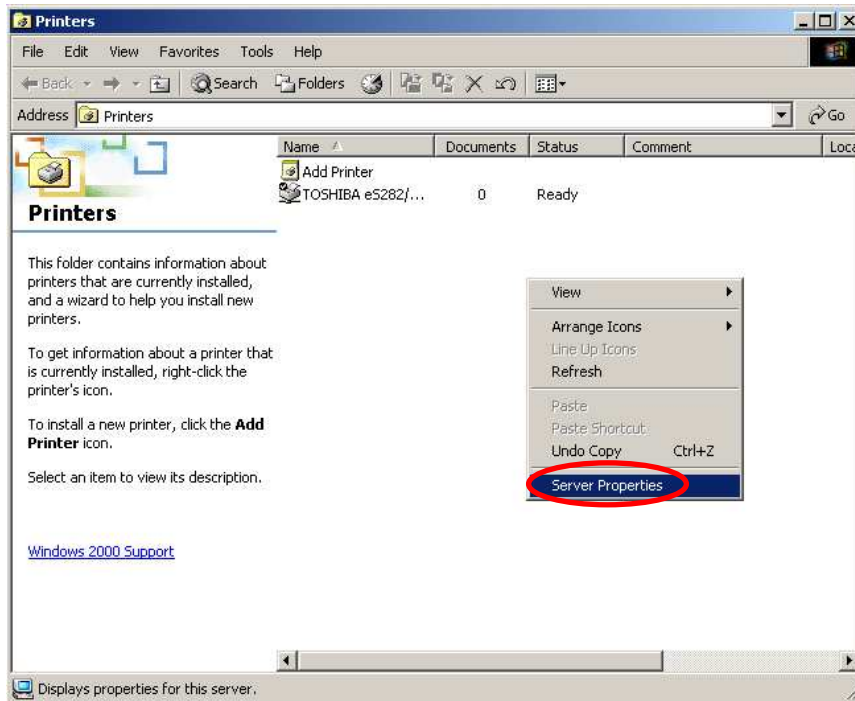 Printers
File Edit View Favorites Tools Help
Back Search Folders
Address Printers Go
Name Documents Status Comment Loca
Add Printer
TOSHIBA eS282/... 0 Ready
Printers
This folder contains information about
printers that are currently installed,
and a wizard to help you install new
printers.
To get information about a printer that
is currently installed, right-click the
printer's icon.
To install a new printer, click the Add
Printer icon.
Select an item to view its description.
Windows 2000 Support
View
Arrange Icons
Line Up Icons
Refresh
Paste
Paste Shortcut
Undo Copy Ctrl+Z
Server Properties
Displays properties for this server.